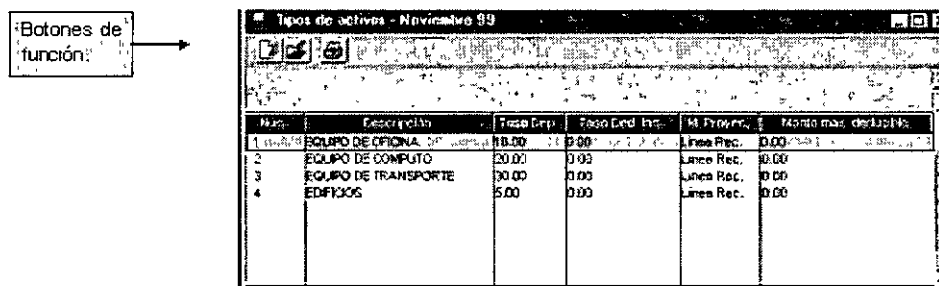 Botones de
función:
Tipos de activos - Noviembre 99
Num. Descripción Tasa Dep. Tasa Ded. Inm. M. Deprec. Monto max. deducible
1 EQUIPO DE OFICINA 10.00 0.00 Linea Rec. 0.00
2 EQUIPO DE COMPUTO 20.00 0.00 Linea Rec. 0.00
3 EQUIPO DE TRANSPORTE 30.00 0.00 Linea Rec. 0.00
4 EDIFICIOS 5.00 0.00 Linea Rec. 0.00